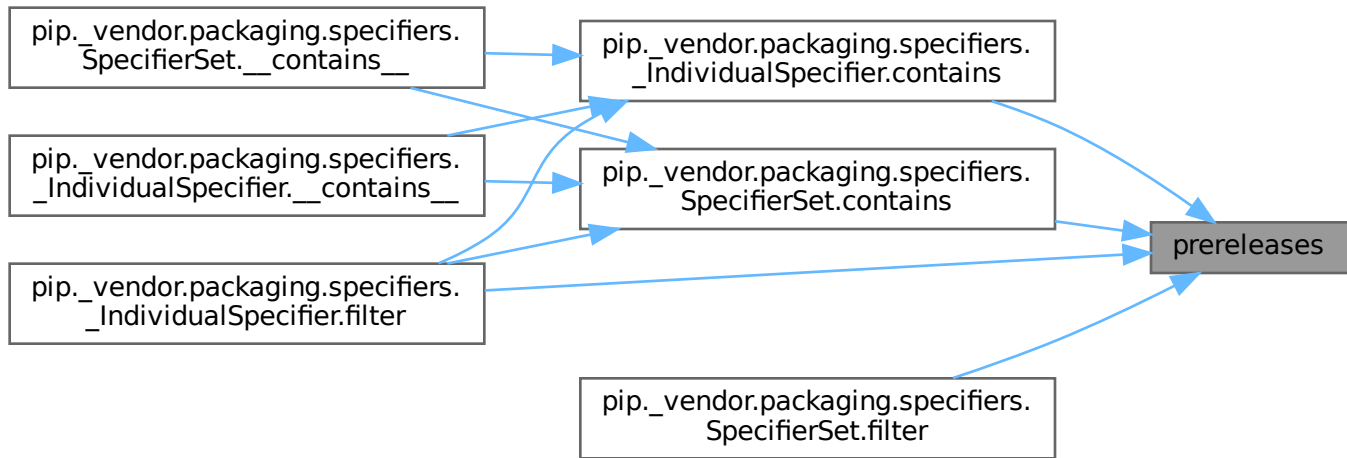 pip._vendor.packaging.specifiers.
SpecifierSet.__contains__
pip._vendor.packaging.specifiers.
_IndividualSpecifier.contains
pip._vendor.packaging.specifiers.
_IndividualSpecifier.__contains__
pip._vendor.packaging.specifiers.
SpecifierSet.contains
prereleases
pip._vendor.packaging.specifiers.
_IndividualSpecifier.filter
pip._vendor.packaging.specifiers.
SpecifierSet.filter